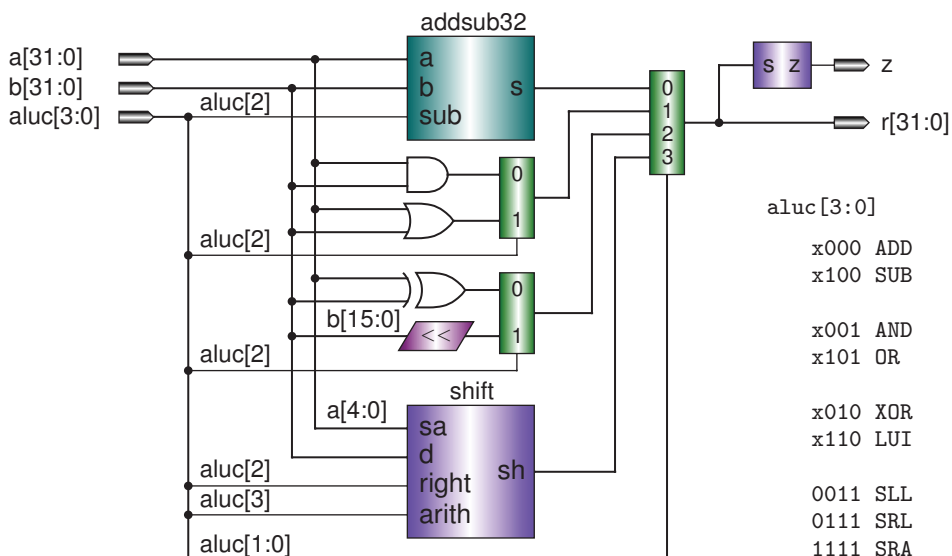 addsub32
a[31:0]
b[31:0]
aluc[3:0]
aluc[2]
a
b
sub
s
0
1
2
3
s z
z
r[31:0]
0
1
aluc[2]
0
1
b[15:0]
<<
aluc[2]
shift
a[4:0]
sa
d
right
arith
sh
aluc[2]
aluc[3]
aluc[1:0]
aluc[3:0]
x000 ADD
x100 SUB
x001 AND
x101 OR
x010 XOR
x110 LUI
0011 SLL
0111 SRL
1111 SRA